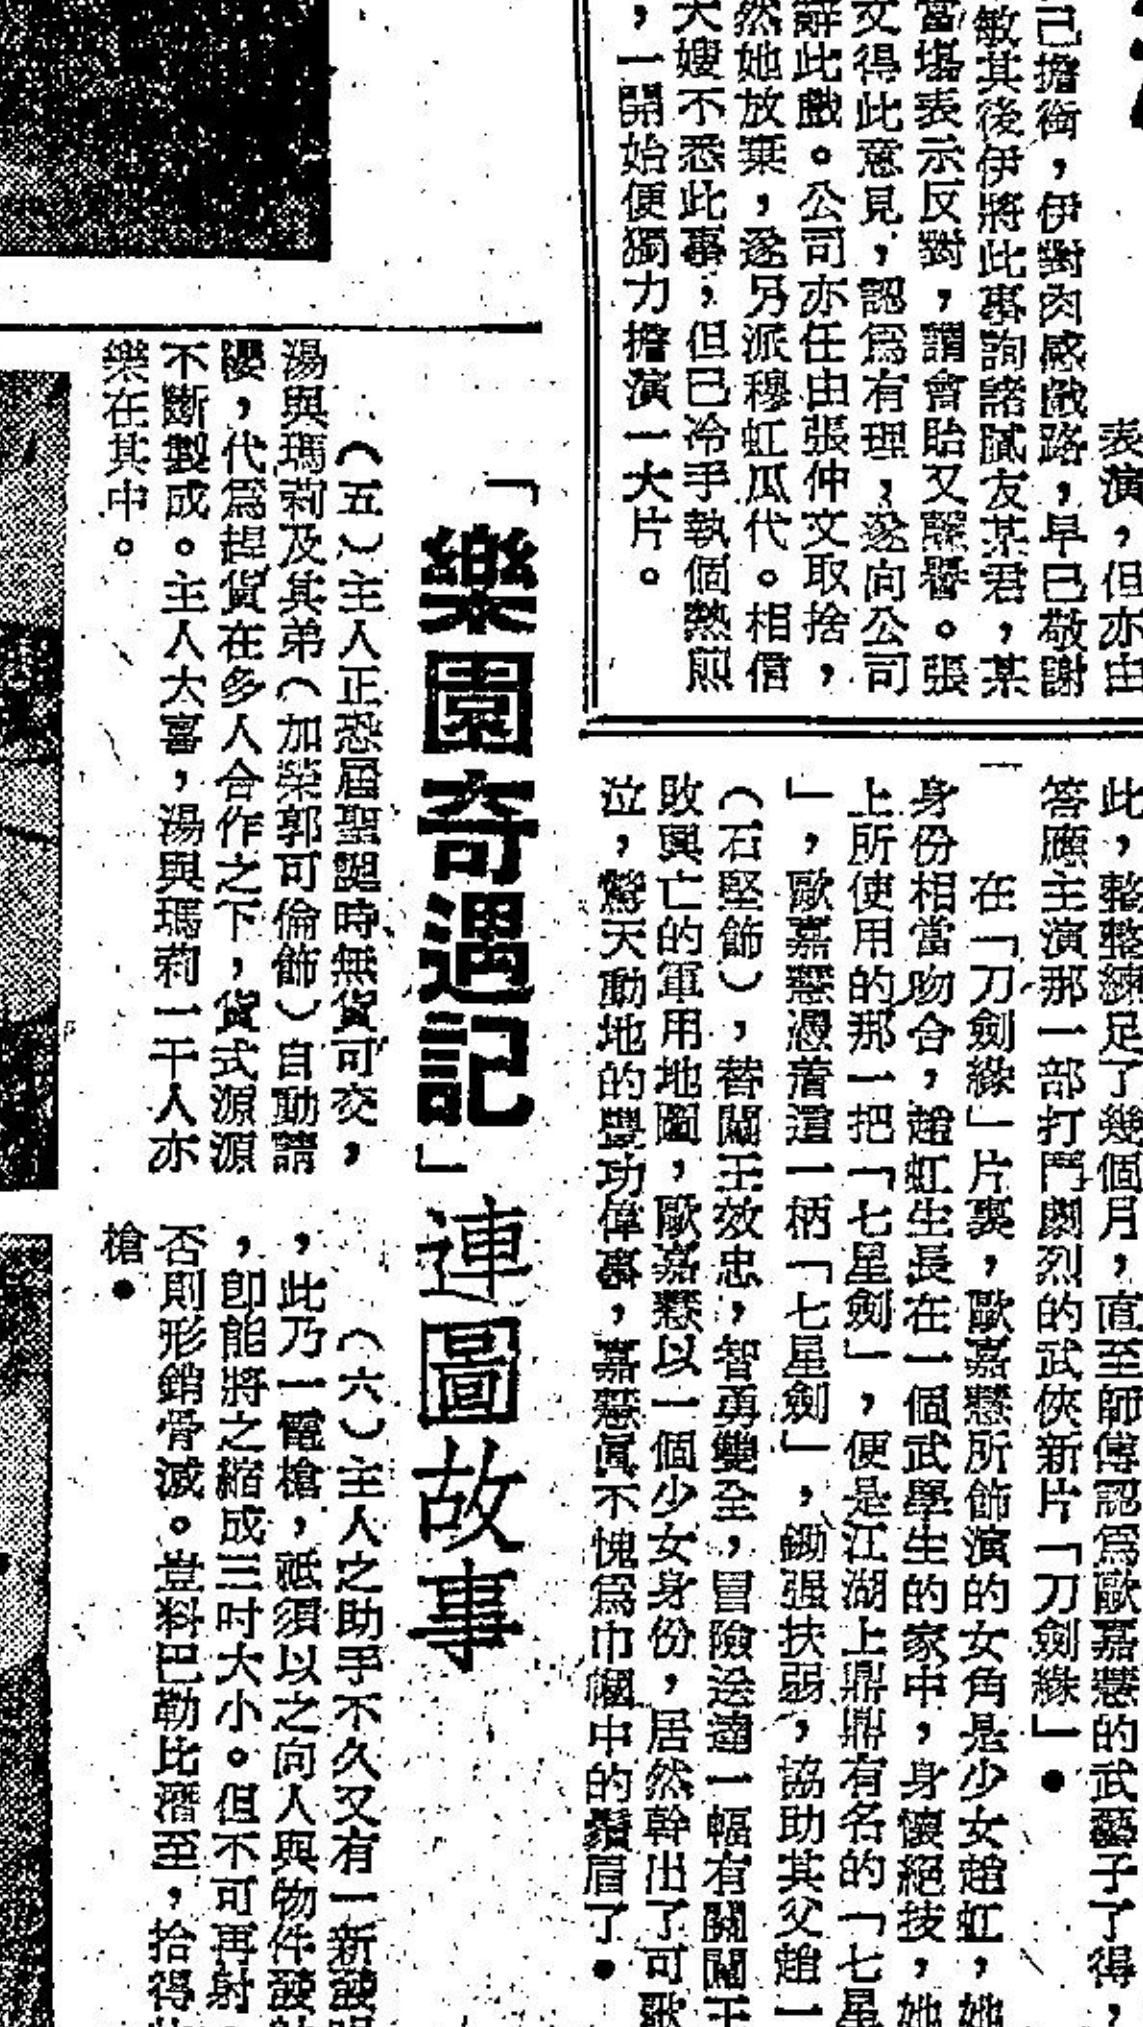 表演，但亦由
己擔銜，伊對肉感戲路，早已敬謝
敏其後伊將此事詢諸膩友某君，某
當塲表示反對，謂會貽又醫譽。張
文得此意見，認爲有理，遂向公司
辭此戲。公司亦任由張仲文取捨，
然她放棄，遂另派穆虹瓜代。相信
大嫂不悉此事，但已冷手執個熱煎
，一開始便獨力擔演一大片。
此，整整練足了幾個月，直至師傅認爲歐嘉慧的武藝了得，
答應主演那一部打鬥劇烈的武俠新片「刀劍緣」●
在「刀劍緣」片裏，歐嘉慧所飾演的女角是少女趙虹，她
身份相當吻合，趙虹生長在一個武學生的家中，身懷絕技，她
上所使用的那一把「七星劍」，便是江湖上鼎鼎有名的「七星
」，歐嘉慧憑着這一柄「七星劍」，鋤强扶弱，協助其父趙一
（石堅飾），替闖王效忠，智勇雙全，冒險送達一幅有關闖王
敗興亡的軍用地圖，歐嘉慧以一個少女身份，居然幹出了可歌
泣，驚天動地的豐功偉事，嘉慧眞不愧爲巾幗中的鬚眉了●
「樂園奇遇記」連圖故事
（五）主人正恐屆聖誕時無貨可交，
湯與瑪莉及其弟（加榮郭可倫飾）自動請
纓，代爲趕貨在多人合作之下，貨式源源
不斷製成。主人大喜，湯與瑪莉一干人亦
樂在其中。
（六）主人之助手不久又有一新發
，此乃一電槍，祇須以之向人與物件發
，卽能將之縮成三吋大小。但不可再射
否則形銷骨滅。豈料巴勒比潛至，拾得
槍●